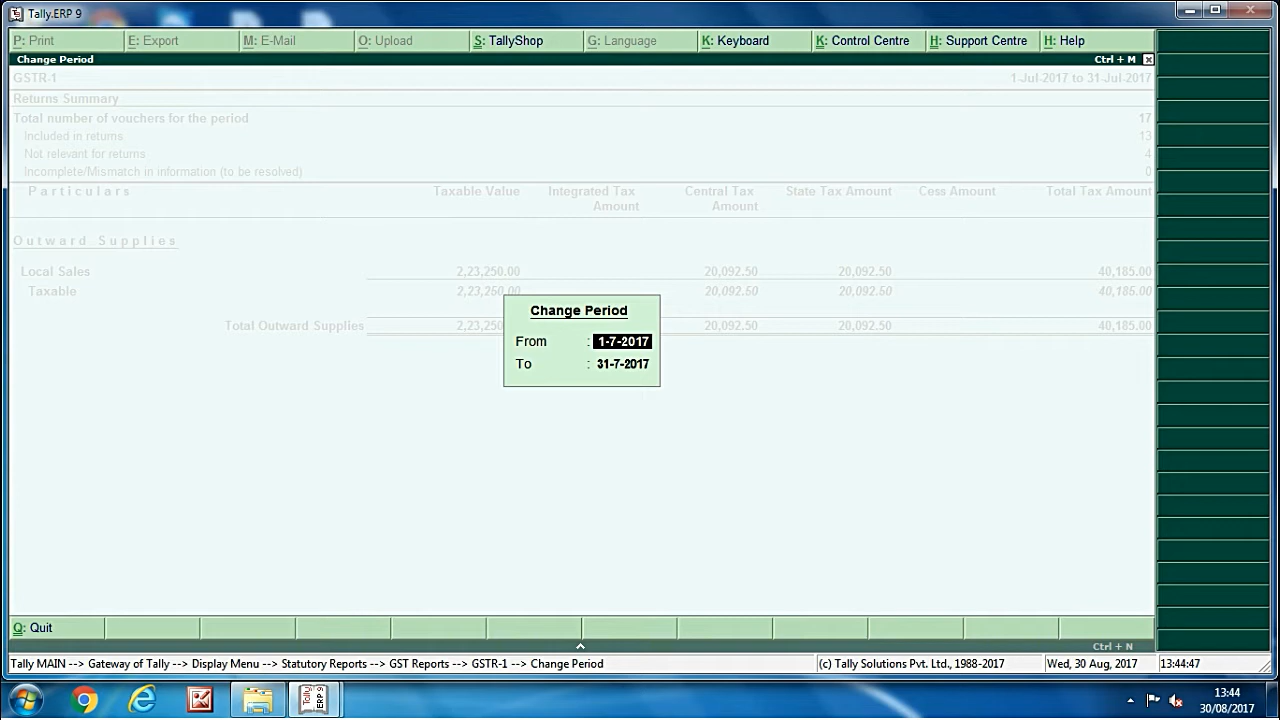 Tally.ERP 9
P: Print E: Export M: E-Mail O: Upload S: TallyShop G: Language K: Keyboard K: Control Centre H: Support Centre H: Help
Change Period Ctrl + M
GSTR-1 1-Jul-2017 to 31-Jul-2017
Returns Summary
Total number of vouchers for the period 17
Included in returns 13
Not relevant for returns 4
Incomplete/Mismatch in information (to be resolved) 0
Particulars Taxable Value Integrated Tax Central Tax State Tax Amount Cess Amount Total Tax Amount
Amount Amount
Outward Supplies
Local Sales 2,23,250.00 20,092.50 20,092.50 40,185.00
Taxable 2,23,250.00 20,092.50 20,092.50 40,185.00
Change Period
Total Outward Supplies 2,23,250 20,092.50 20,092.50 40,185.00
From : 1-7-2017
To : 31-7-2017
Q: Quit
Ctrl + N
Tally MAIN --> Gateway of Tally --> Display Menu --> Statutory Reports --> GST Reports --> GSTR-1 --> Change Period (c) Tally Solutions Pvt. Ltd., 1988-2017 Wed, 30 Aug, 2017 13:44:47
Tally ERP 9
13:44
30/08/2017